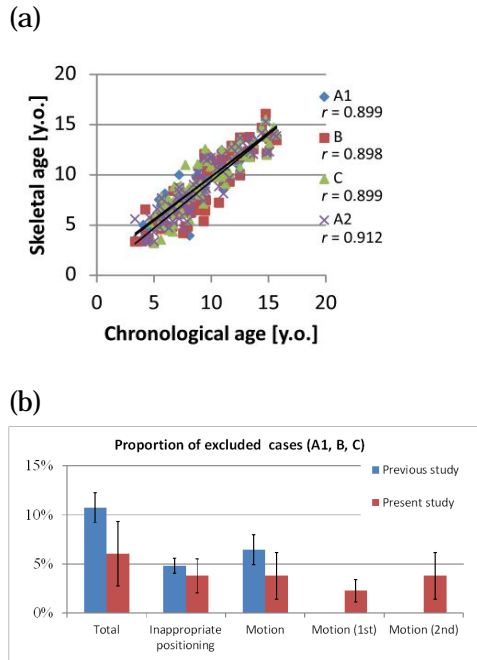 (a)
20
15
10
5
0
Skeletal age [y.o.]
0 5 10 15 20
Chronological age [y.o.]
A1
r = 0.899
B
r = 0.898
C
r = 0.899
A2
r = 0.912
(b)
Proportion of excluded cases (A1, B, C)
15%
10%
5%
0%
Previous study
Present study
Total Inappropriate positioning Motion Motion (1st) Motion (2nd)